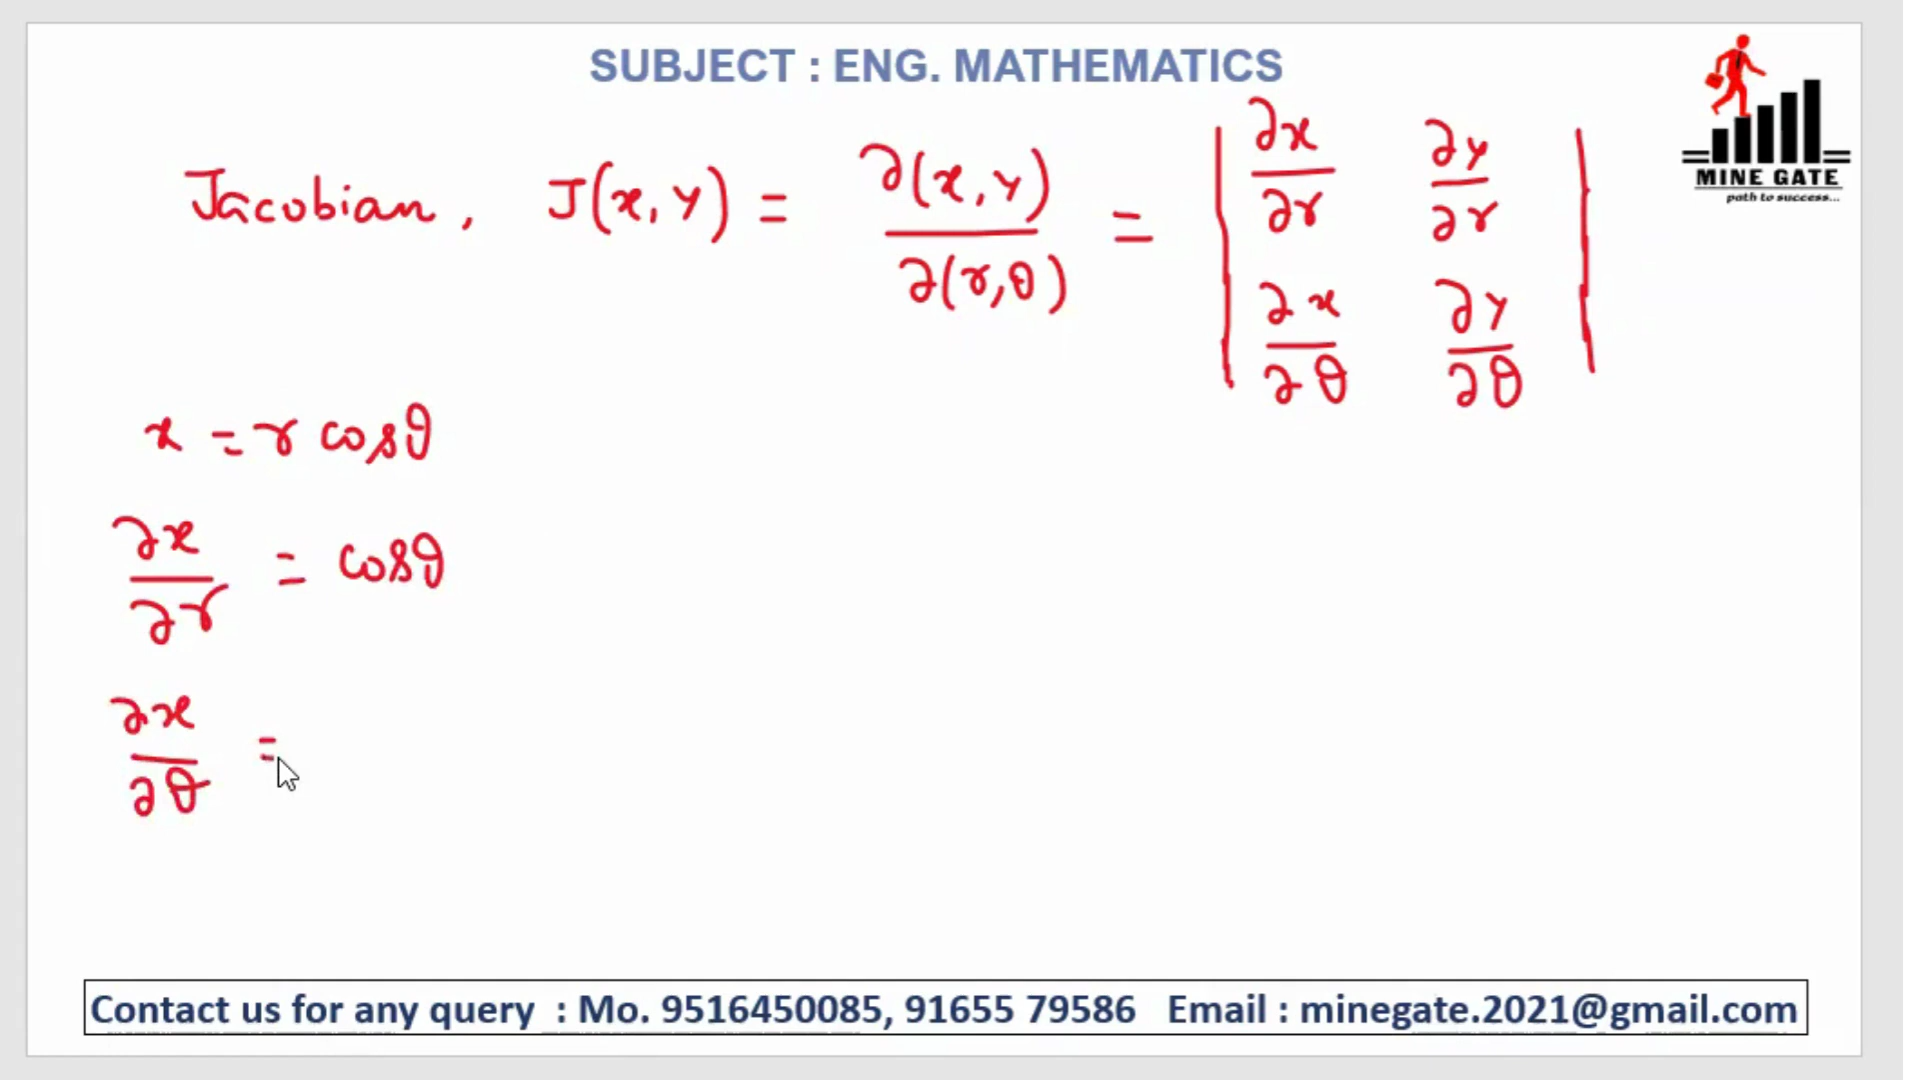 SUBJECT : ENG. MATHEMATICS
MINE GATE
path to success...
Jacobian, J(x, y) = ∂(x, y) / ∂(r, θ) = | ∂x/∂r ∂y/∂r |
| ∂x/∂θ ∂y/∂θ |
x = r cosθ
∂x/∂r = cosθ
∂x/∂θ =
Contact us for any query : Mo. 9516450085, 91655 79586 Email : minegate.2021@gmail.com